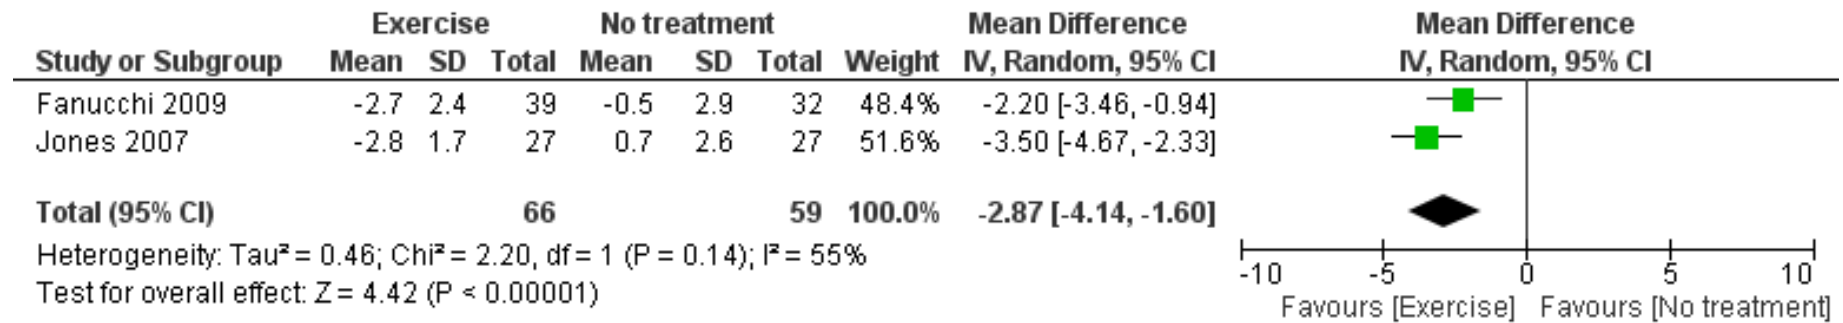 Exercise No treatment Mean Difference Mean Difference
Study or Subgroup Mean SD Total Mean SD Total Weight IV, Random, 95% CI IV, Random, 95% CI
Fanucchi 2009 -2.7 2.4 39 -0.5 2.9 32 48.4% -2.20 [-3.46, -0.94]
Jones 2007 -2.8 1.7 27 0.7 2.6 27 51.6% -3.50 [-4.67, -2.33]
Total (95% CI) 66 59 100.0% -2.87 [-4.14, -1.60]
Heterogeneity: Tau² = 0.46; Chi² = 2.20, df = 1 (P = 0.14); I² = 55%
Test for overall effect: Z = 4.42 (P < 0.00001)
-10 -5 0 5 10
Favours [Exercise] Favours [No treatment]